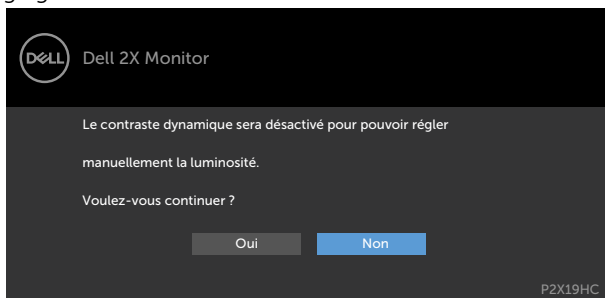 DELL
Dell 2X Monitor
Le contraste dynamique sera désactivé pour pouvoir régler
manuellement la luminosité.
Voulez-vous continuer ?
Oui
Non
P2X19HC